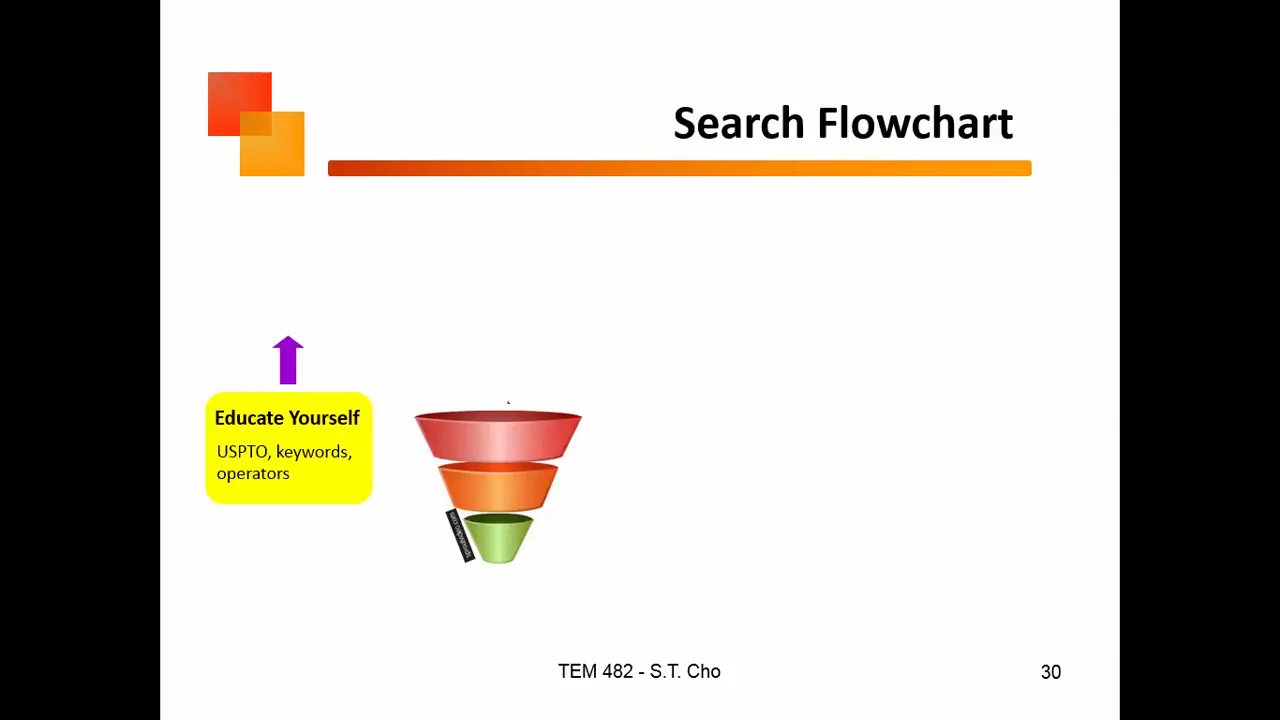 Search Flowchart
Educate Yourself
USPTO, keywords,
operators
TEM 482 - S.T. Cho
30